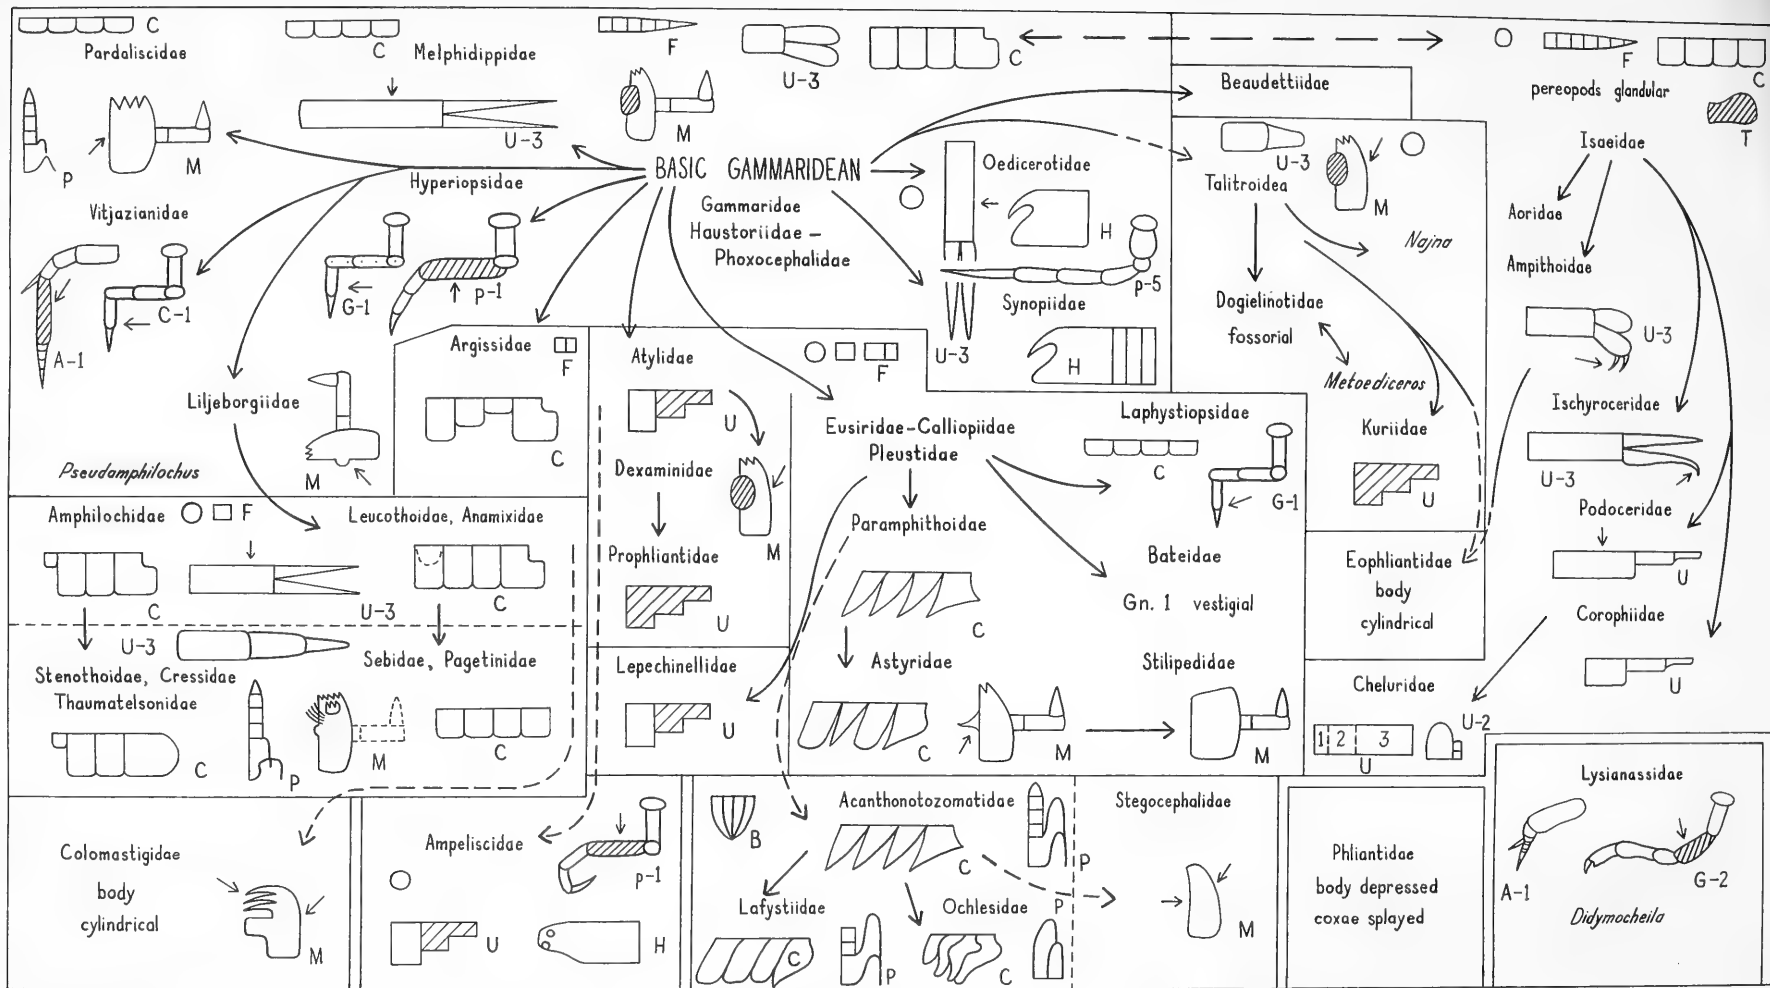 C
Pardaliscidae
P
M
C
Melphidippidae
U-3
F
M
U-3
C
F
C
pereopods glandular
T
BASIC GAMMARIDEAN
Gammaridae
Haustoriidae –
Phoxocephalidae
Vitjazianidae
A-1
C-1
Hyperiopsidae
G-1
p-1
Oedicerotidae
H
p-5
Synopiidae
U-3
H
Beaudettiidae
U-3
Talitroidea
M
Najna
Dogielinotidae
fossorial
Metoediceros
Kuriidae
U
Isaeidae
Aoridae
Ampithoidae
U-3
Ischyroceridae
U-3
Podoceridae
U
Corophiidae
U
Liljeborgiidae
M
Pseudamphilochus
Argissidae
F
C
Atylidae
U
Dexaminidae
M
Prophliantidae
U
F
Eusiridae-Calliopiidae
Pleustidae
Laphystiopsidae
C
G-1
Paramphithoidae
C
Bateidae
Gn. 1 vestigial
Astyridae
C
M
Stilipedidae
M
Amphilochidae
F
C
U-3
Leucothoidae, Anamixidae
C
U-3
Stenothoidae, Cressidae
Thaumatelsonidae
C
P
Sebidae, Pagetinidae
M
C
Lepechinellidae
U
Eophliantidae
body
cylindrical
Cheluridae
1 2 3
U
U-2
Colomastigidae
body
cylindrical
M
Ampeliscidae
p-1
U
H
B
Acanthonotozomatidae
C
P
Lafystiidae
C
P
Ochlesidae
C
P
Stegocephalidae
M
Phliantidae
body depressed
coxae splayed
Lysianassidae
A-1
G-2
Didymocheila